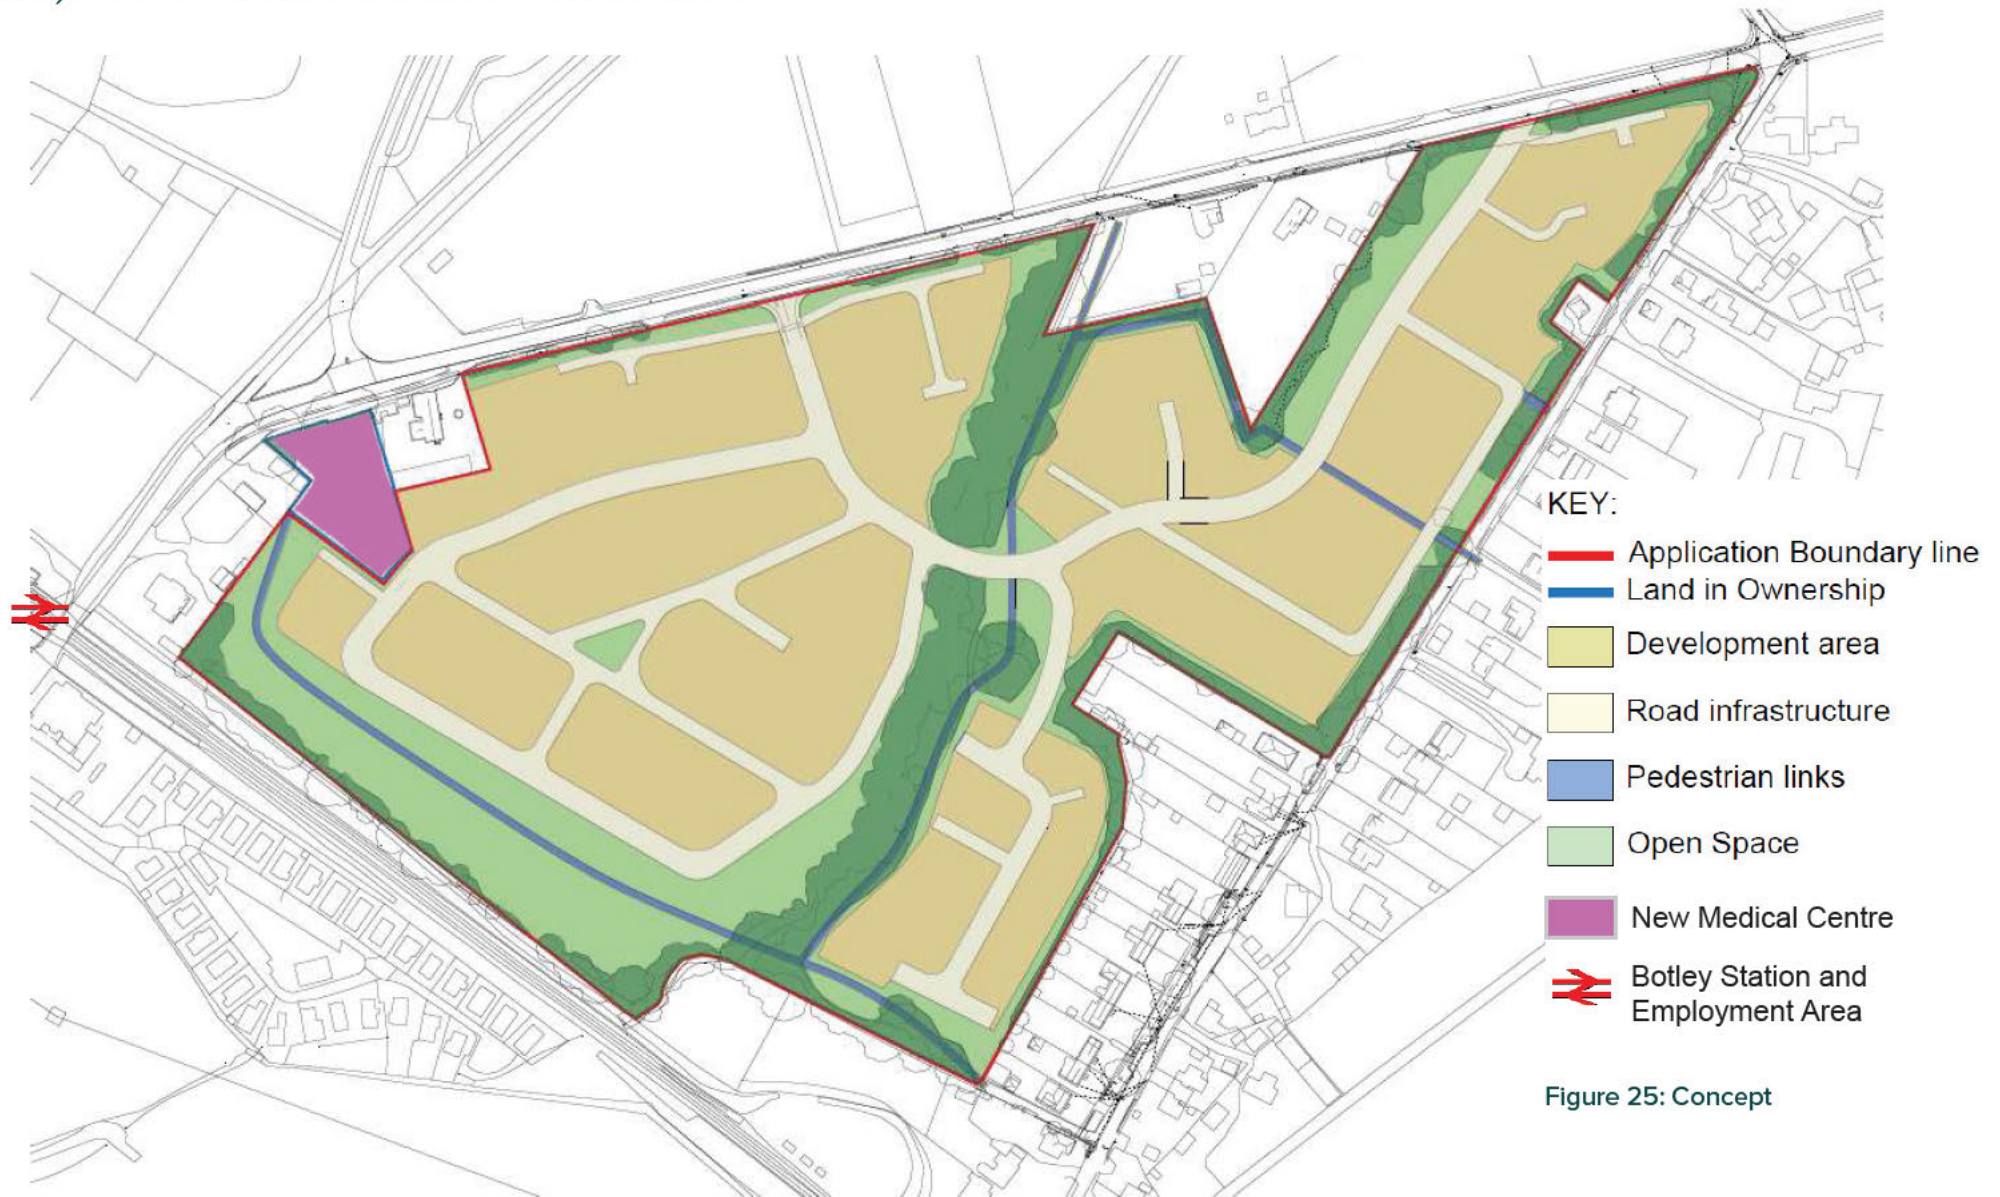 KEY:
Application Boundary line
Land in Ownership
Development area
Road infrastructure
Pedestrian links
Open Space
New Medical Centre
Botley Station and
Employment Area
Figure 25: Concept